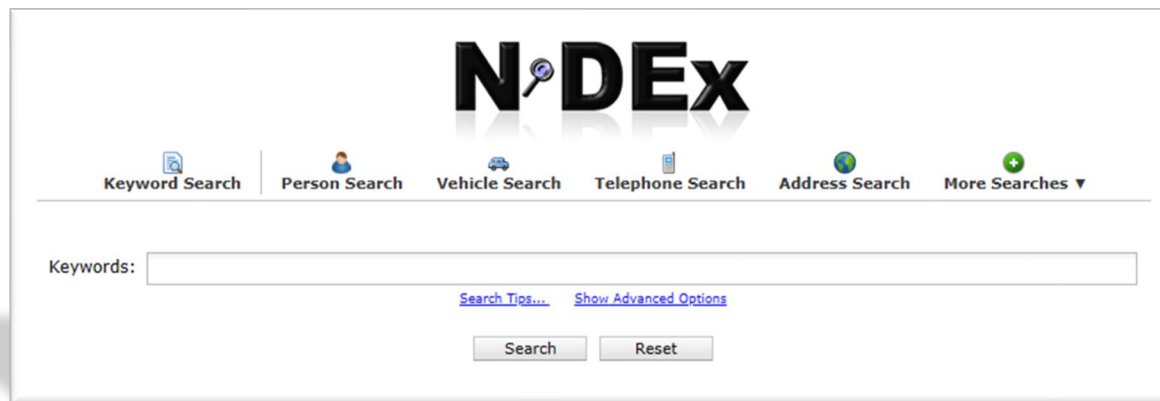 N DEx
Keyword Search Person Search Vehicle Search Telephone Search Address Search More Searches ▼
Keywords:
Search Tips... Show Advanced Options
Search Reset